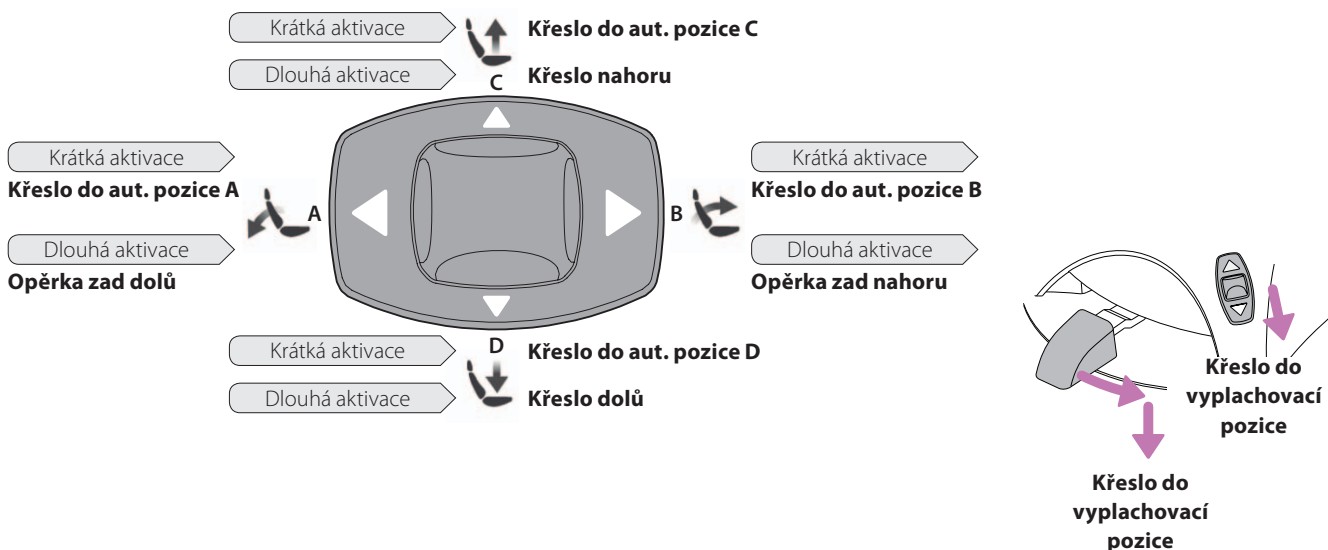 Krátká aktivace
Křeslo do aut. pozice C
Dlouhá aktivace
Křeslo nahoru
C
Krátká aktivace
Křeslo do aut. pozice A
A
Dlouhá aktivace
Opěrka zad dolů
Krátká aktivace
Křeslo do aut. pozice B
B
Dlouhá aktivace
Opěrka zad nahoru
D
Krátká aktivace
Křeslo do aut. pozice D
Dlouhá aktivace
Křeslo dolů
Křeslo do
vyplachovací
pozice
Křeslo do
vyplachovací
pozice